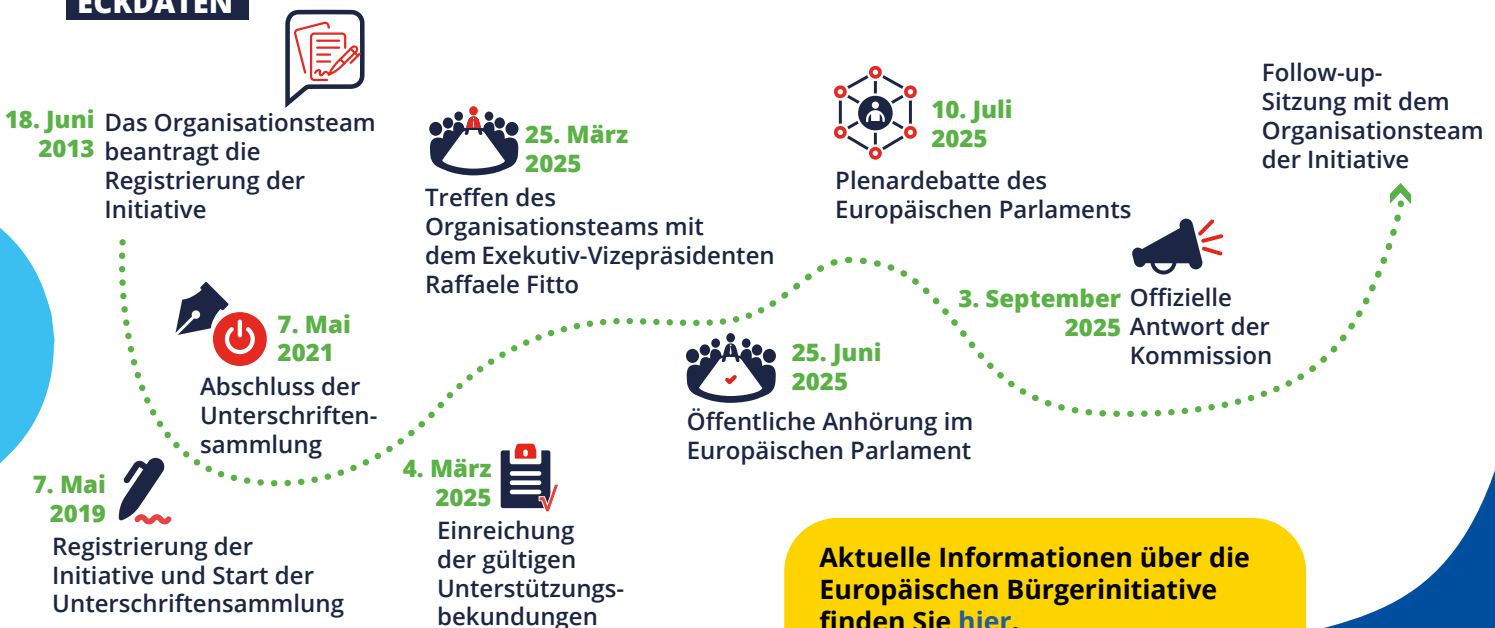 ECKDATEN
18. Juni
2013
Das Organisationsteam
beantragt die
Registrierung der
Initiative
7. Mai
2019
Registrierung der
Initiative und Start der
Unterschriftensammlung
7. Mai
2021
Abschluss der
Unterschriften-
sammlung
4. März
2025
Einreichung
der gültigen
Unterstützungs-
bekundungen
25. März
2025
Treffen des
Organisationsteams mit
dem Exekutiv-Vizepräsidenten
Raffaele Fitto
25. Juni
2025
Öffentliche Anhörung im
Europäischen Parlament
10. Juli
2025
Plenardebatte des
Europäischen Parlaments
3. September
2025
Offizielle
Antwort der
Kommission
Follow-up-
Sitzung mit dem
Organisationsteam
der Initiative
Aktuelle Informationen über die
Europäischen Bürgerinitiative
finden Sie hier.